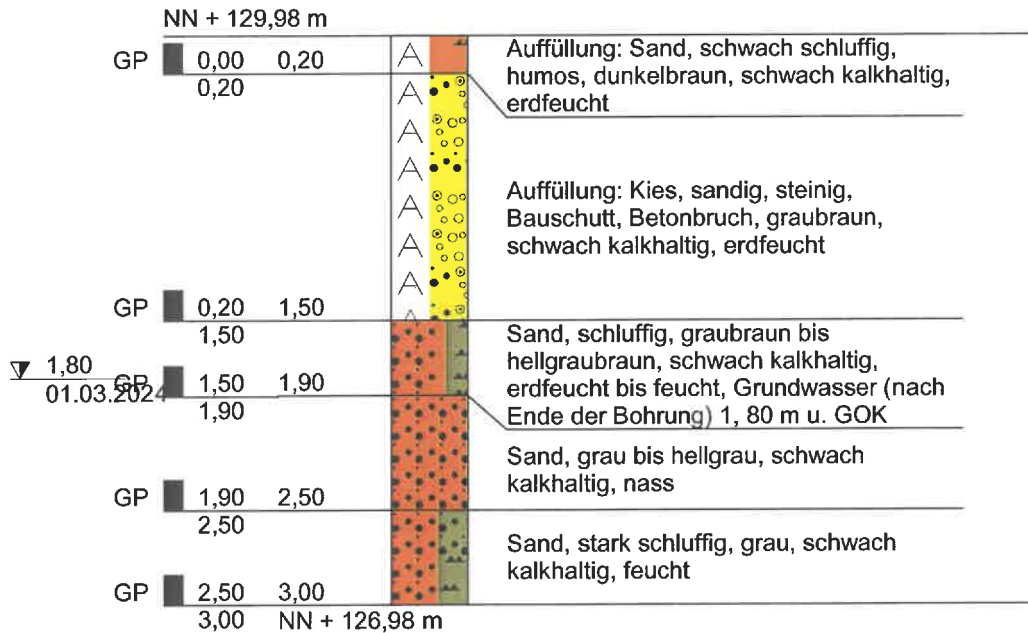 NN + 129,98 m
GP 0,00 0,20
0,20
A
Auffüllung: Sand, schwach schluffig,
humos, dunkelbraun, schwach kalkhaltig,
erdfeucht
A
A
A
A
A
A
A
Auffüllung: Kies, sandig, steinig,
Bauschutt, Betonbruch, graubraun,
schwach kalkhaltig, erdfeucht
GP 0,20 1,50
1,50
Sand, schluffig, graubraun bis
hellgraubraun, schwach kalkhaltig,
erdfeucht bis feucht, Grundwasser (nach
Ende der Bohrung) 1, 80 m u. GOK
1,80
01.03.2024
GP 1,50 1,90
1,90
Sand, grau bis hellgrau, schwach
kalkhaltig, nass
GP 1,90 2,50
2,50
Sand, stark schluffig, grau, schwach
kalkhaltig, feucht
GP 2,50 3,00
3,00 NN + 126,98 m